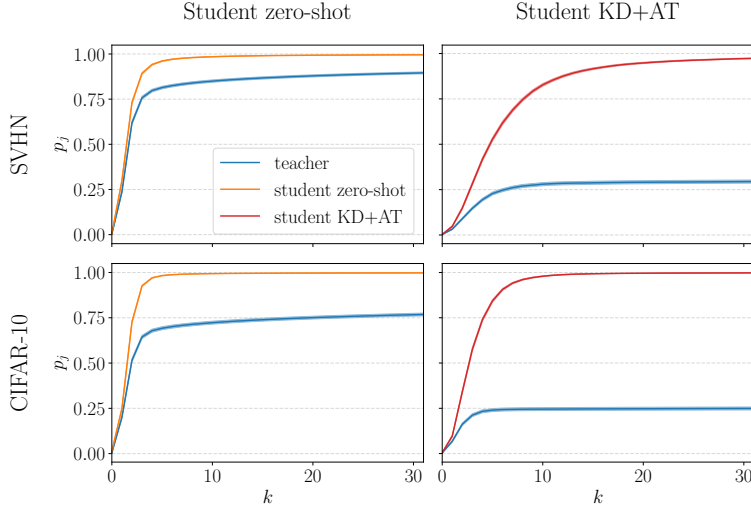 Student zero-shot
Student KD+AT
SVHN
p_j
1.00
0.75
0.50
0.25
0.00
teacher
student zero-shot
student KD+AT
CIFAR-10
p_j
1.00
0.75
0.50
0.25
0.00
0
10
20
30
k
0
10
20
30
k